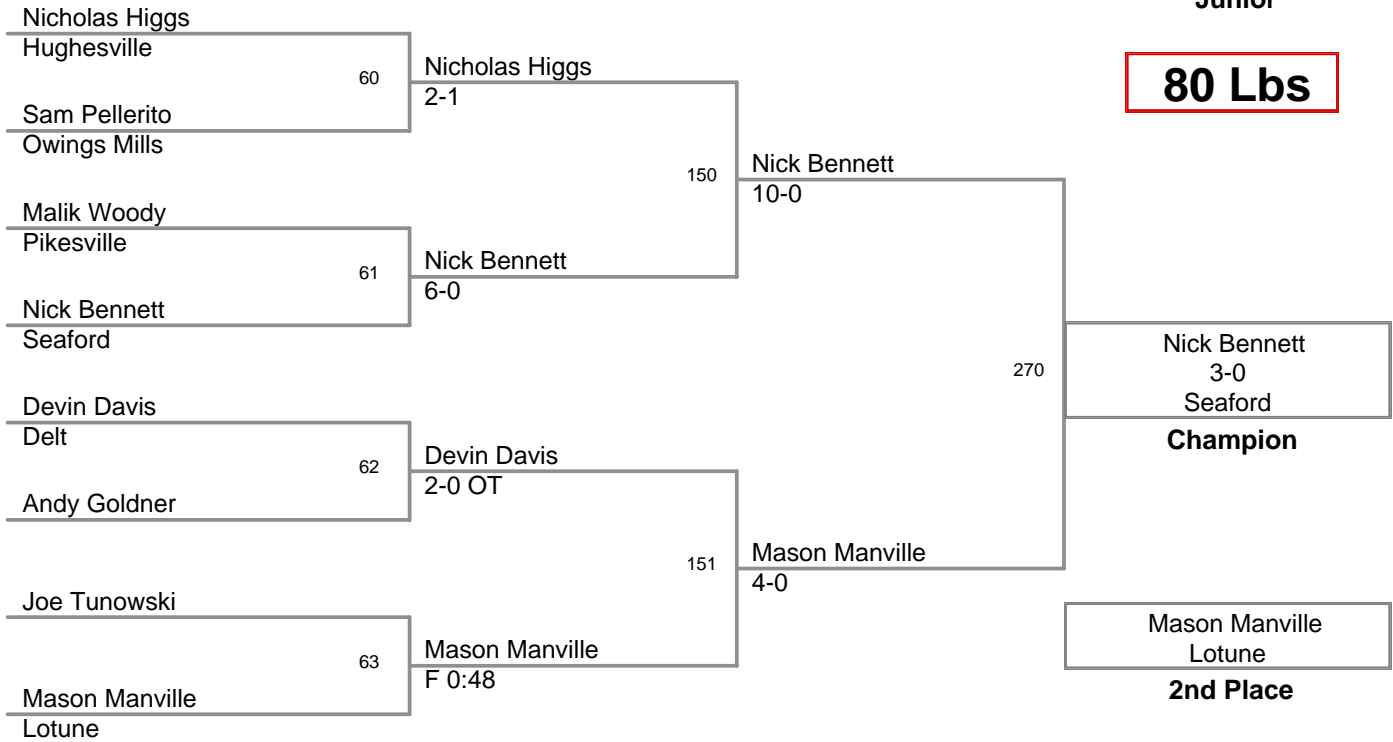 Junior
80 Lbs
Nicholas Higgs
Hughesville
60
Sam Pellerito
Owings Mills
Nicholas Higgs
2-1
Malik Woody
Pikesville
61
Nick Bennett
Seaford
Nick Bennett
6-0
150
Nick Bennett
10-0
Devin Davis
Delt
62
Andy Goldner
Devin Davis
2-0 OT
Joe Tunowski
63
Mason Manville
Lotune
Mason Manville
F 0:48
151
Mason Manville
4-0
270
Nick Bennett
3-0
Seaford
Champion
Mason Manville
Lotune
2nd Place